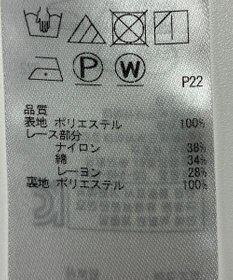 P W
P22
品質
表地 ポリエステル 100%
レース部分
ナイロン 38%
綿 34%
レーヨン 28%
裏地 ポリエステル 100%